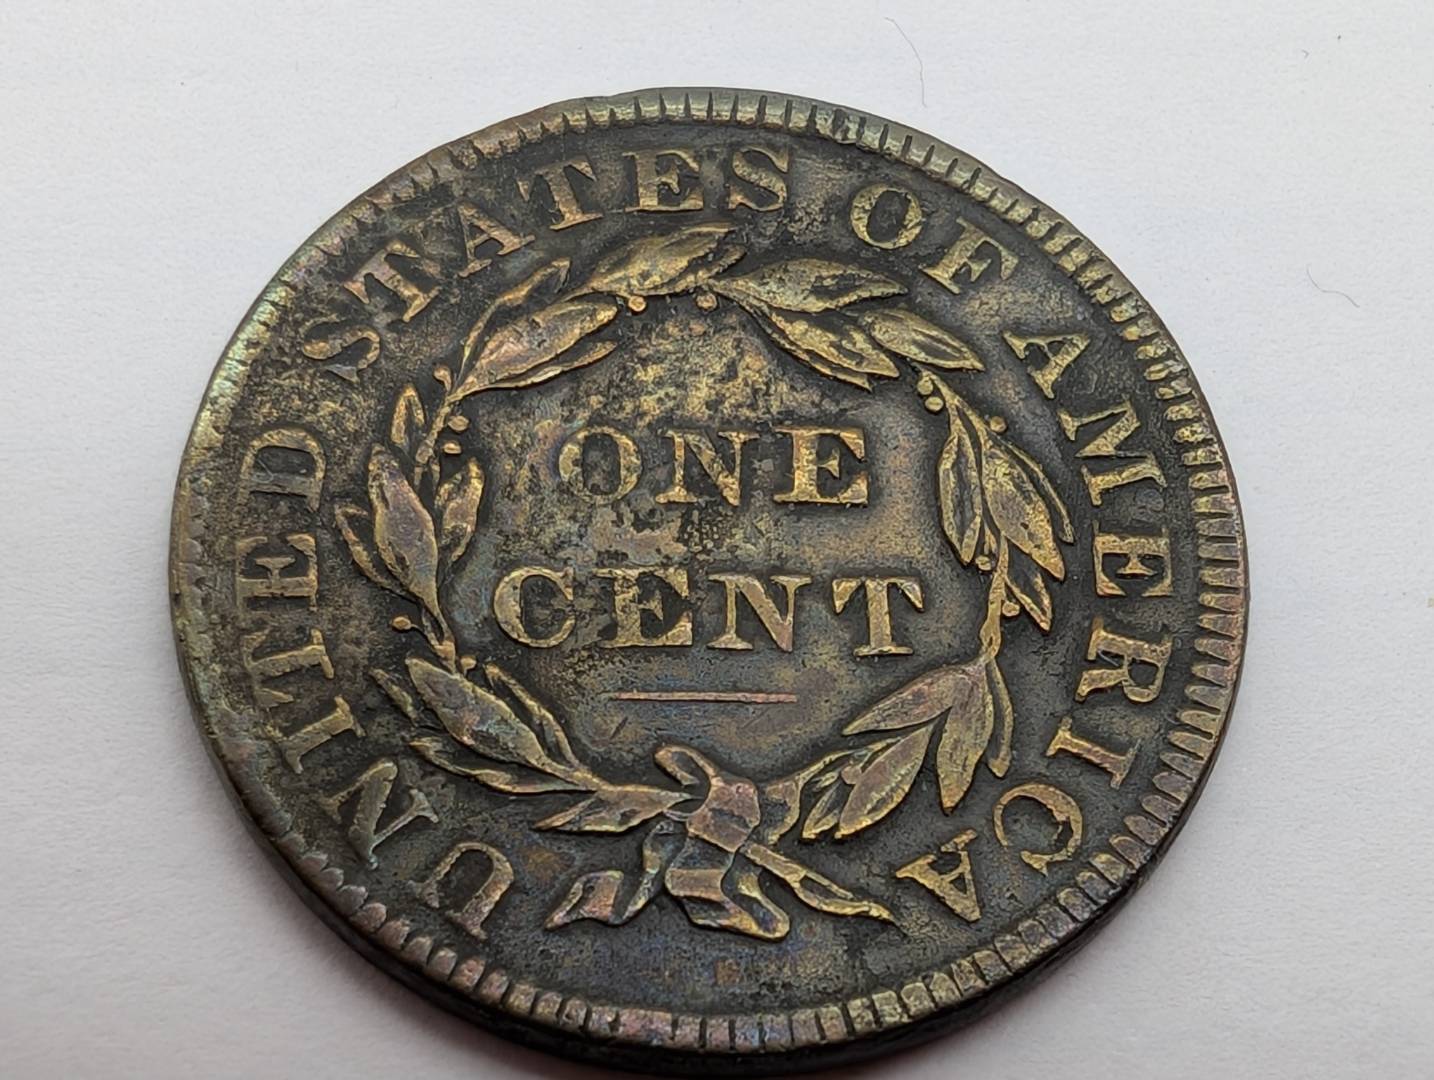 UNITED STATES OF AMERICA
ONE
CENT